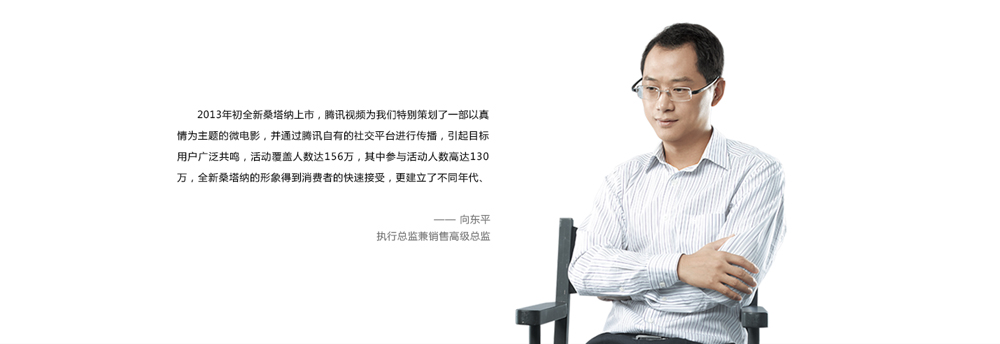 2013年初全新桑塔纳上市，腾讯视频为我们特别策划了一部以真
情为主题的微电影，并通过腾讯自有的社交平台进行传播，引起目标
用户广泛共鸣，活动覆盖人数达156万，其中参与活动人数高达130
万，全新桑塔纳的形象得到消费者的快速接受，更建立了不同年代、
—— 向东平
执行总监兼销售高级总监